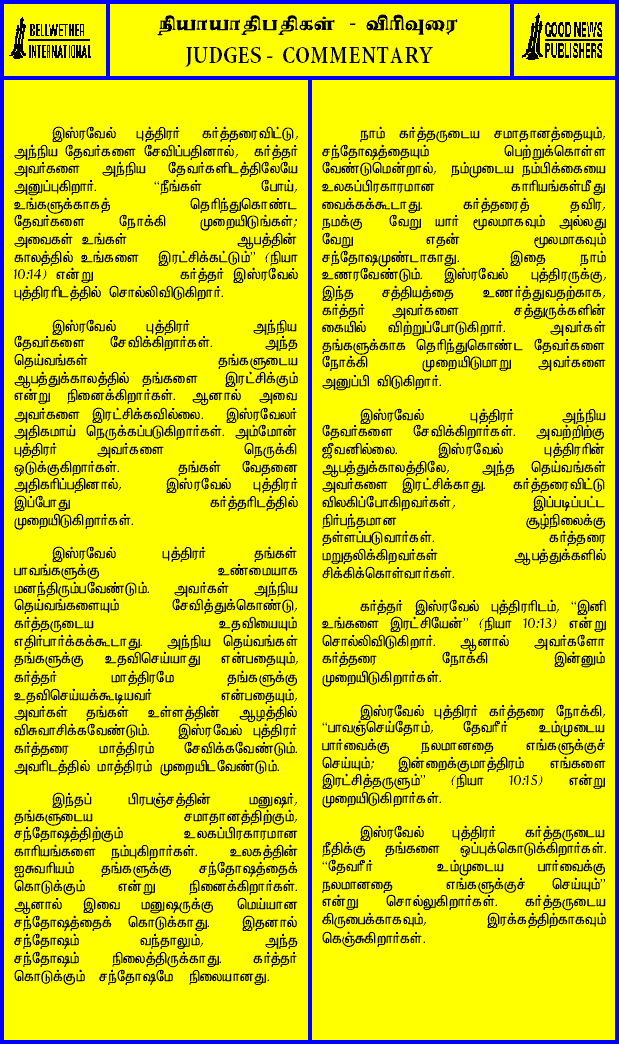 BELLWETHER
INTERNATIONAL
நியாயாதிபதிகள் - விரிவுரை
JUDGES - COMMENTARY
GOOD NEWS
PUBLISHERS
இஸ்ரவேல் புத்திரர் கர்த்தரைவிட்டு,
அந்நிய தேவர்களை சேவிப்பதினால், கர்த்தர்
அவர்களை அந்நிய தேவர்களிடத்திலேயே
அனுப்புகிறார். "நீங்கள் போய்,
உங்களுக்காகத் தெரிந்துகொண்ட
தேவர்களை நோக்கி முறையிடுங்கள்;
அவைகள் உங்கள் ஆபத்தின்
காலத்தில் உங்களை இரட்சிக்கட்டும்" (நியா
10:14) என்று கர்த்தர் இஸ்ரவேல்
புத்திரரிடத்தில் சொல்லிவிடுகிறார்.
இஸ்ரவேல் புத்திரர் அந்நிய
தேவர்களை சேவிக்கிறார்கள். அந்த
தெய்வங்கள் தங்களுடைய
ஆபத்துக்காலத்தில் தங்களை இரட்சிக்கும்
என்று நினைக்கிறார்கள். ஆனால் அவை
அவர்களை இரட்சிக்கவில்லை. இஸ்ரவேலர்
அதிகமாய் நெருக்கப்படுகிறார்கள். அம்மோன்
புத்திரர் அவர்களை நெருக்கி
ஒடுக்குகிறார்கள். தங்கள் வேதனை
அதிகரிப்பதினால், இஸ்ரவேல் புத்திரர்
இப்போது கர்த்தரிடத்தில்
முறையிடுகிறார்கள்.
இஸ்ரவேல் புத்திரர் தங்கள்
பாவங்களுக்கு உண்மையாக
மனந்திரும்பவேண்டும். அவர்கள் அந்நிய
தெய்வங்களையும் சேவித்துக்கொண்டு,
கர்த்தருடைய உதவியையும்
எதிர்பார்க்கக்கூடாது. அந்நிய தெய்வங்கள்
தங்களுக்கு உதவிசெய்யாது என்பதையும்,
கர்த்தர் மாத்திரமே தங்களுக்கு
உதவிசெய்யக்கூடியவர் என்பதையும்,
அவர்கள் தங்கள் உள்ளத்தின் ஆழத்தில்
விசுவாசிக்கவேண்டும். இஸ்ரவேல் புத்திரர்
கர்த்தரை மாத்திரம் சேவிக்கவேண்டும்.
அவரிடத்தில் மாத்திரம் முறையிடவேண்டும்.
இந்தப் பிரபஞ்சத்தின் மனுஷர்,
தங்களுடைய சமாதானத்திற்கும்,
சந்தோஷத்திற்கும் உலகப்பிரகாரமான
காரியங்களை நம்புகிறார்கள். உலகத்தின்
ஐசுவரியம் தங்களுக்கு சந்தோஷத்தைக்
கொடுக்கும் என்று நினைக்கிறார்கள்.
ஆனால் இவை மனுஷருக்கு மெய்யான
சந்தோஷத்தைக் கொடுக்காது. இதனால்
சந்தோஷம் வந்தாலும், அந்த
சந்தோஷம் நிலைத்திருக்காது. கர்த்தர்
கொடுக்கும் சந்தோஷமே நிலையானது.
நாம் கர்த்தருடைய சமாதானத்தையும்,
சந்தோஷத்தையும் பெற்றுக்கொள்ள
வேண்டுமென்றால், நம்முடைய நம்பிக்கையை
உலகப்பிரகாரமான காரியங்கள்மீது
வைக்கக்கூடாது. கர்த்தரைத் தவிர,
நமக்கு வேறு யார் மூலமாகவும் அல்லது
வேறு எதன் மூலமாகவும்
சந்தோஷமுண்டாகாது. இதை நாம்
உணரவேண்டும். இஸ்ரவேல் புத்திரருக்கு,
இந்த சத்தியத்தை உணர்த்துவதற்காக,
கர்த்தர் அவர்களை சத்துருக்களின்
கையில் விற்றுப்போடுகிறார். அவர்கள்
தங்களுக்காக தெரிந்துகொண்ட தேவர்களை
நோக்கி முறையிடுமாறு அவர்களை
அனுப்பி விடுகிறார்.
இஸ்ரவேல் புத்திரர் அந்நிய
தேவர்களை சேவிக்கிறார்கள். அவற்றிற்கு
ஜீவனில்லை. இஸ்ரவேல் புத்திரரின்
ஆபத்துக்காலத்திலே, அந்த தெய்வங்கள்
அவர்களை இரட்சிக்காது. கர்த்தரைவிட்டு
விலகிப்போகிறவர்கள், இப்படிப்பட்ட
நிர்பந்தமான சூழ்நிலைக்கு
தள்ளப்படுவார்கள். கர்த்தரை
மறுதலிக்கிறவர்கள் ஆபத்துக்களில்
சிக்கிக்கொள்வார்கள்.
கர்த்தர் இஸ்ரவேல் புத்திரரிடம், "இனி
உங்களை இரட்சியேன்" (நியா 10:13) என்று
சொல்லிவிடுகிறார். ஆனால் அவர்களோ
கர்த்தரை நோக்கி இன்னும்
முறையிடுகிறார்கள்.
இஸ்ரவேல் புத்திரர் கர்த்தரை நோக்கி,
"பாவஞ்செய்தோம், தேவரீர் உம்முடைய
பார்வைக்கு நலமானதை எங்களுக்குச்
செய்யும்; இன்றைக்குமாத்திரம் எங்களை
இரட்சித்தருளும்" (நியா 10:15) என்று
முறையிடுகிறார்கள்.
இஸ்ரவேல் புத்திரர் கர்த்தருடைய
நீதிக்கு தங்களை ஒப்புக்கொடுக்கிறார்கள்.
"தேவரீர் உம்முடைய பார்வைக்கு
நலமானதை எங்களுக்குச் செய்யும்"
என்று சொல்லுகிறார்கள். கர்த்தருடைய
கிருபைக்காகவும், இரக்கத்திற்காகவும்
கெஞ்சுகிறார்கள்.